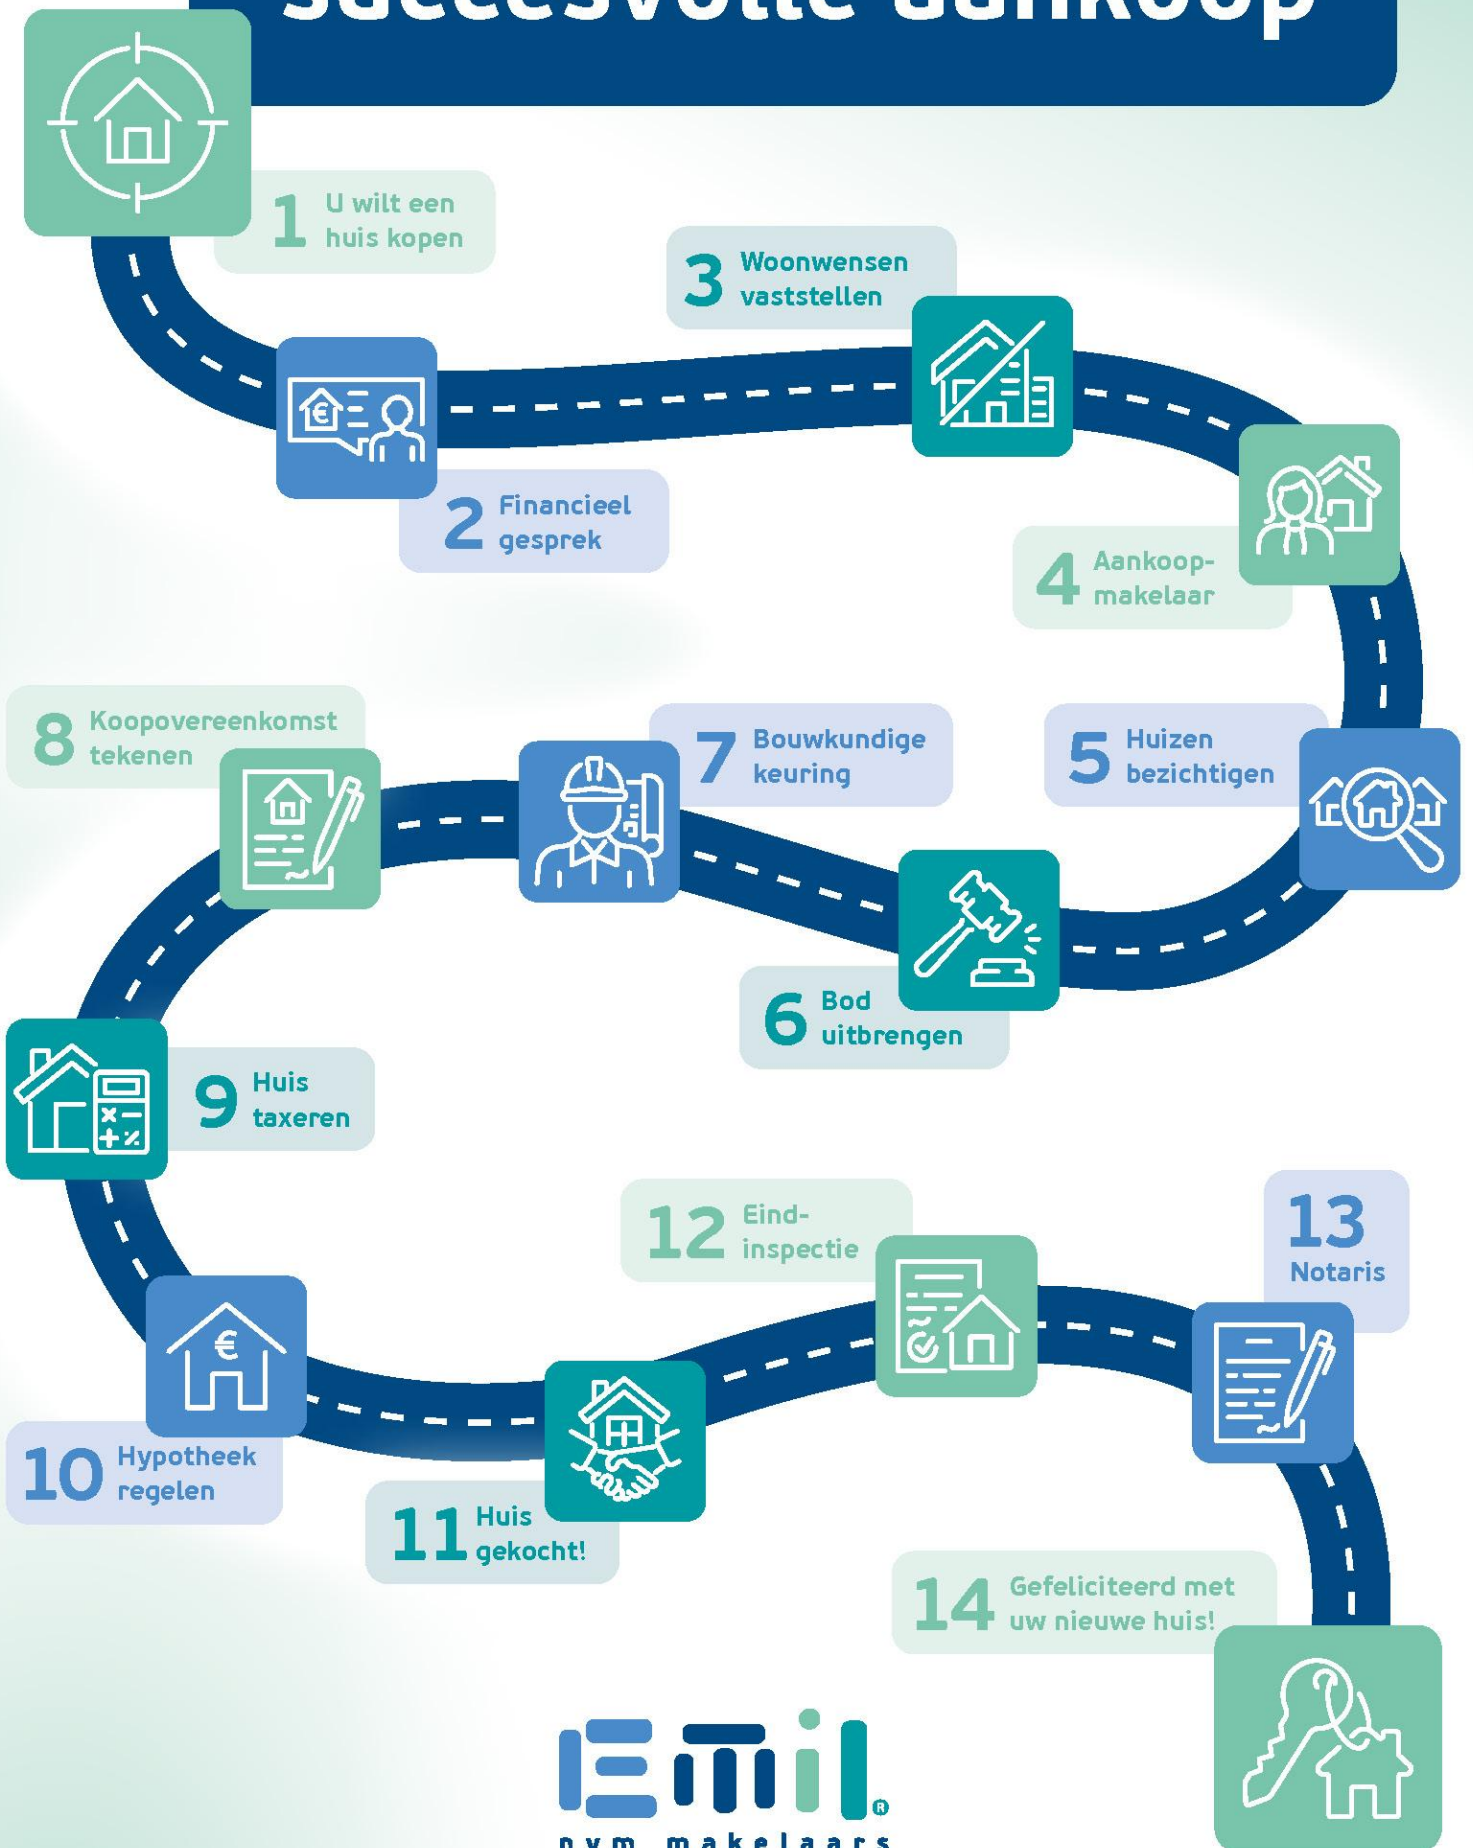 succesvolle aankoop
1 U wilt een
huis kopen
2 Financieel
gesprek
3 Woonwensen
vaststellen
4 Aankoop-
makelaar
5 Huizen
bezichtigen
6 Bod
uitbrengen
7 Bouwkundige
keuring
8 Koopovereenkomst
tekenen
9 Huis
taxeren
10 Hypotheek
regelen
11 Huis
gekocht!
12 Eind-
inspectie
13
Notaris
14 Gefeliciteerd met
uw nieuwe huis!
Emil®
nvm makelaars